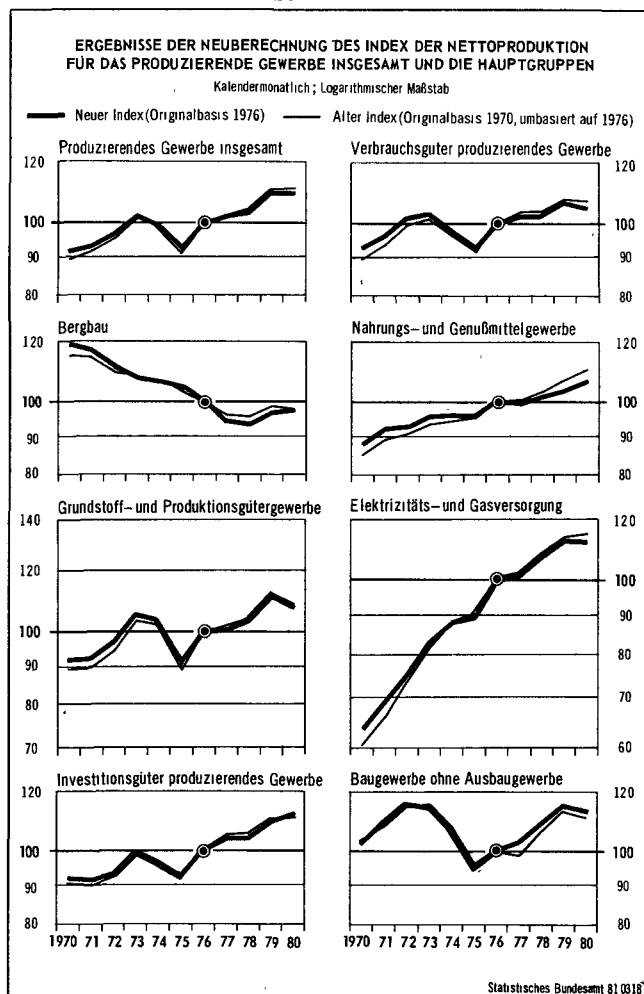 ERGEBNISSE DER NEUBERECHNUNG DES INDEX DER NETTOPRODUKTION
FÜR DAS PRODUZIERENDE GEWERBE INSGESAMT UND DIE HAUPTGRUPPEN
Kalendermonatlich; Logarithmischer Maßstab
Neuer Index (Originalbasis 1976)
Alter Index (Originalbasis 1970, umbasiert auf 1976)
Produzierendes Gewerbe insgesamt
120
100
90
80
Verbrauchsguter produzierendes Gewerbe
120
100
90
80
Bergbau
120
100
90
80
Nahrungs- und Genußmittelgewerbe
120
100
90
80
Grundstoff- und Produktionsgütergewerbe
140
120
100
90
80
70
Elektrizitäts- und Gasversorgung
120
100
90
80
70
60
Investitionsgüter produzierendes Gewerbe
120
100
90
80
1970 71 72 73 74 75 76 77 78 79 80
Baugewerbe ohne Ausbaugewerbe
120
100
90
80
1970 71 72 73 74 75 76 77 78 79 80
Statistisches Bundesamt 81 0318